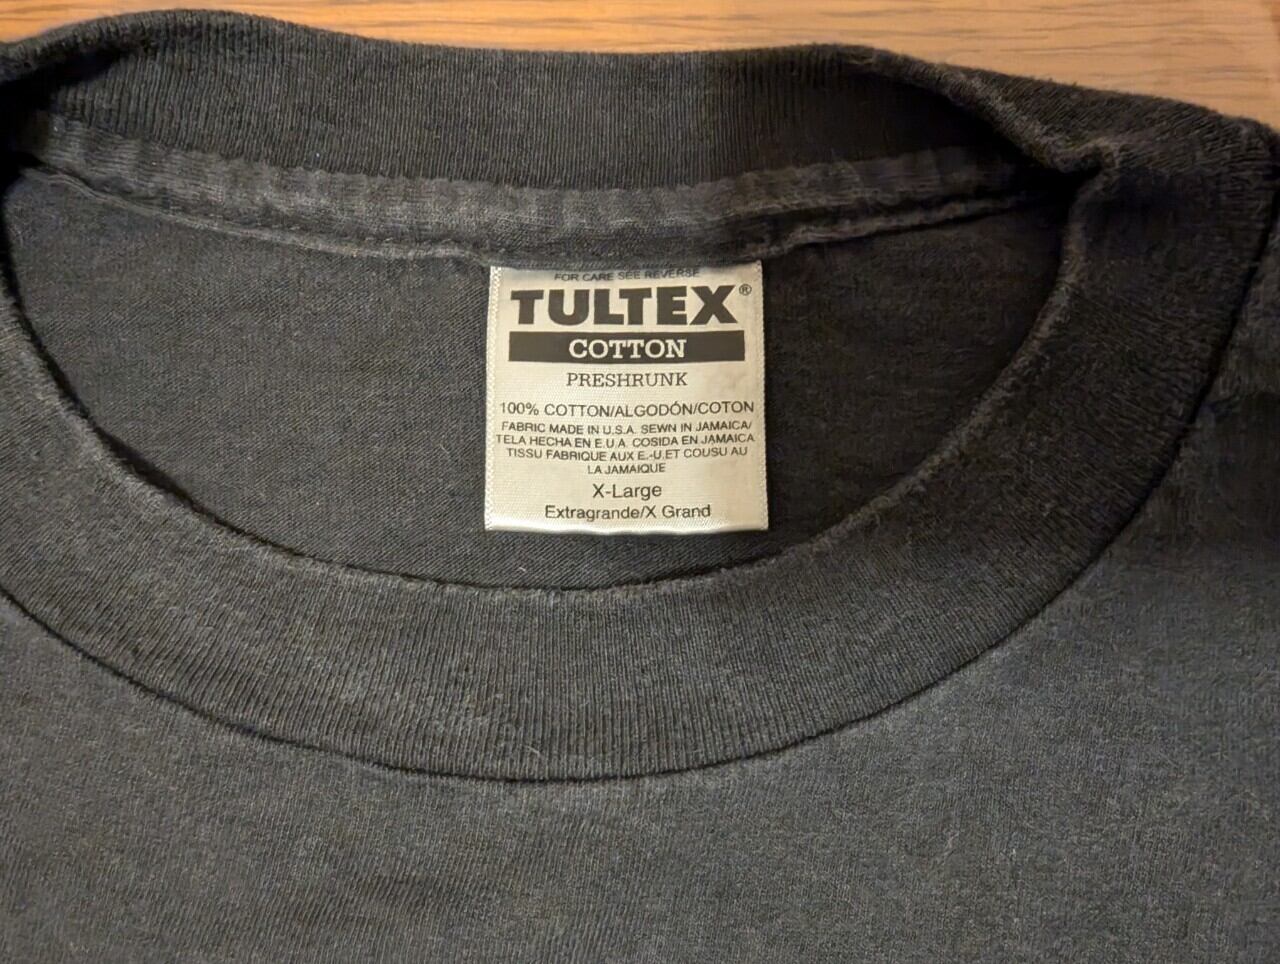 FOR CARE SEE REVERSE
TULTEX®
COTTON
PRESHRUNK
100% COTTON/ALGODÓN/COTON
FABRIC MADE IN U.S.A. SEWN IN JAMAICA/
TELA HECHA EN E.U.A. COSIDA EN JAMAICA
TISSU FABRIQUE AUX E.-U.ET COUSU AU
LA JAMAIQUE
X-Large
Extragrande/X Grand